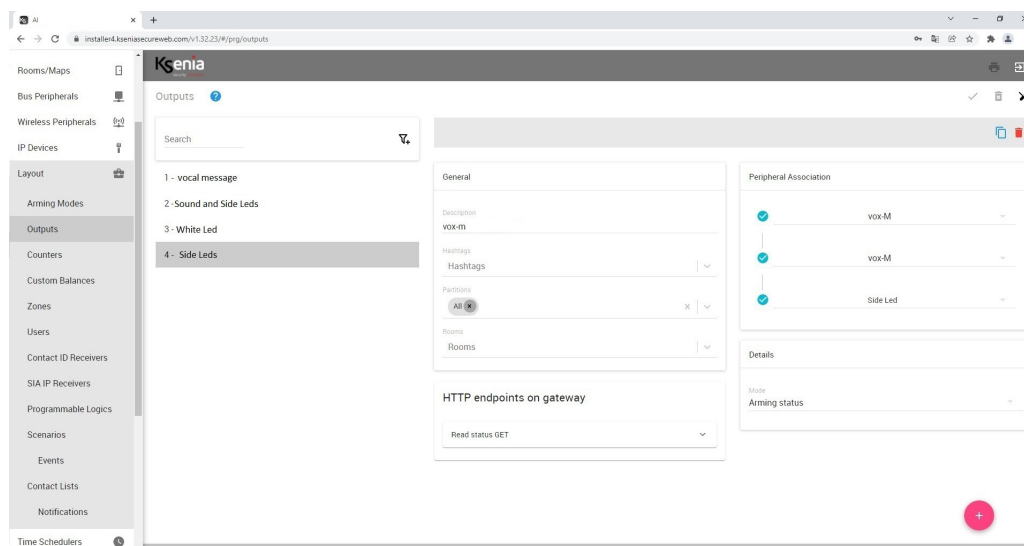 AI
installer4.kseniasecureweb.com/v1.32.23/#/prg/outputs
Ksenia
Rooms/Maps
Bus Peripherals
Wireless Peripherals
IP Devices
Layout
Arming Modes
Outputs
Counters
Custom Balances
Zones
Users
Contact ID Receivers
SIA IP Receivers
Programmable Logics
Scenarios
Events
Contact Lists
Notifications
Time Schedulers
Outputs
Search
1 - vocal message
2 -Sound and Side Leds
3 - White Led
4 - Side Leds
General
Description
vox-m
Hashtags
Hashtags
Partitions
All
Rooms
Rooms
HTTP endpoints on gateway
Read status GET
Peripheral Association
vox-M
vox-M
Side Led
Details
Mode
Arming status